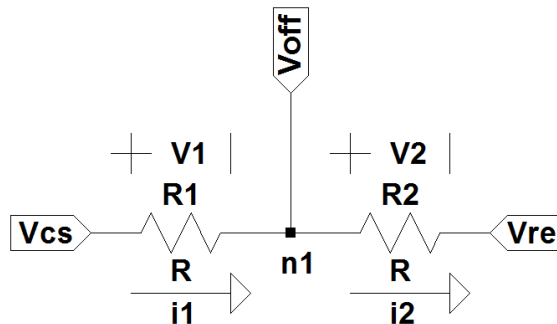 Voff
+ V1 |
+ V2 |
R1
R2
Vcs
n1
Vre
R
R
i1
i2